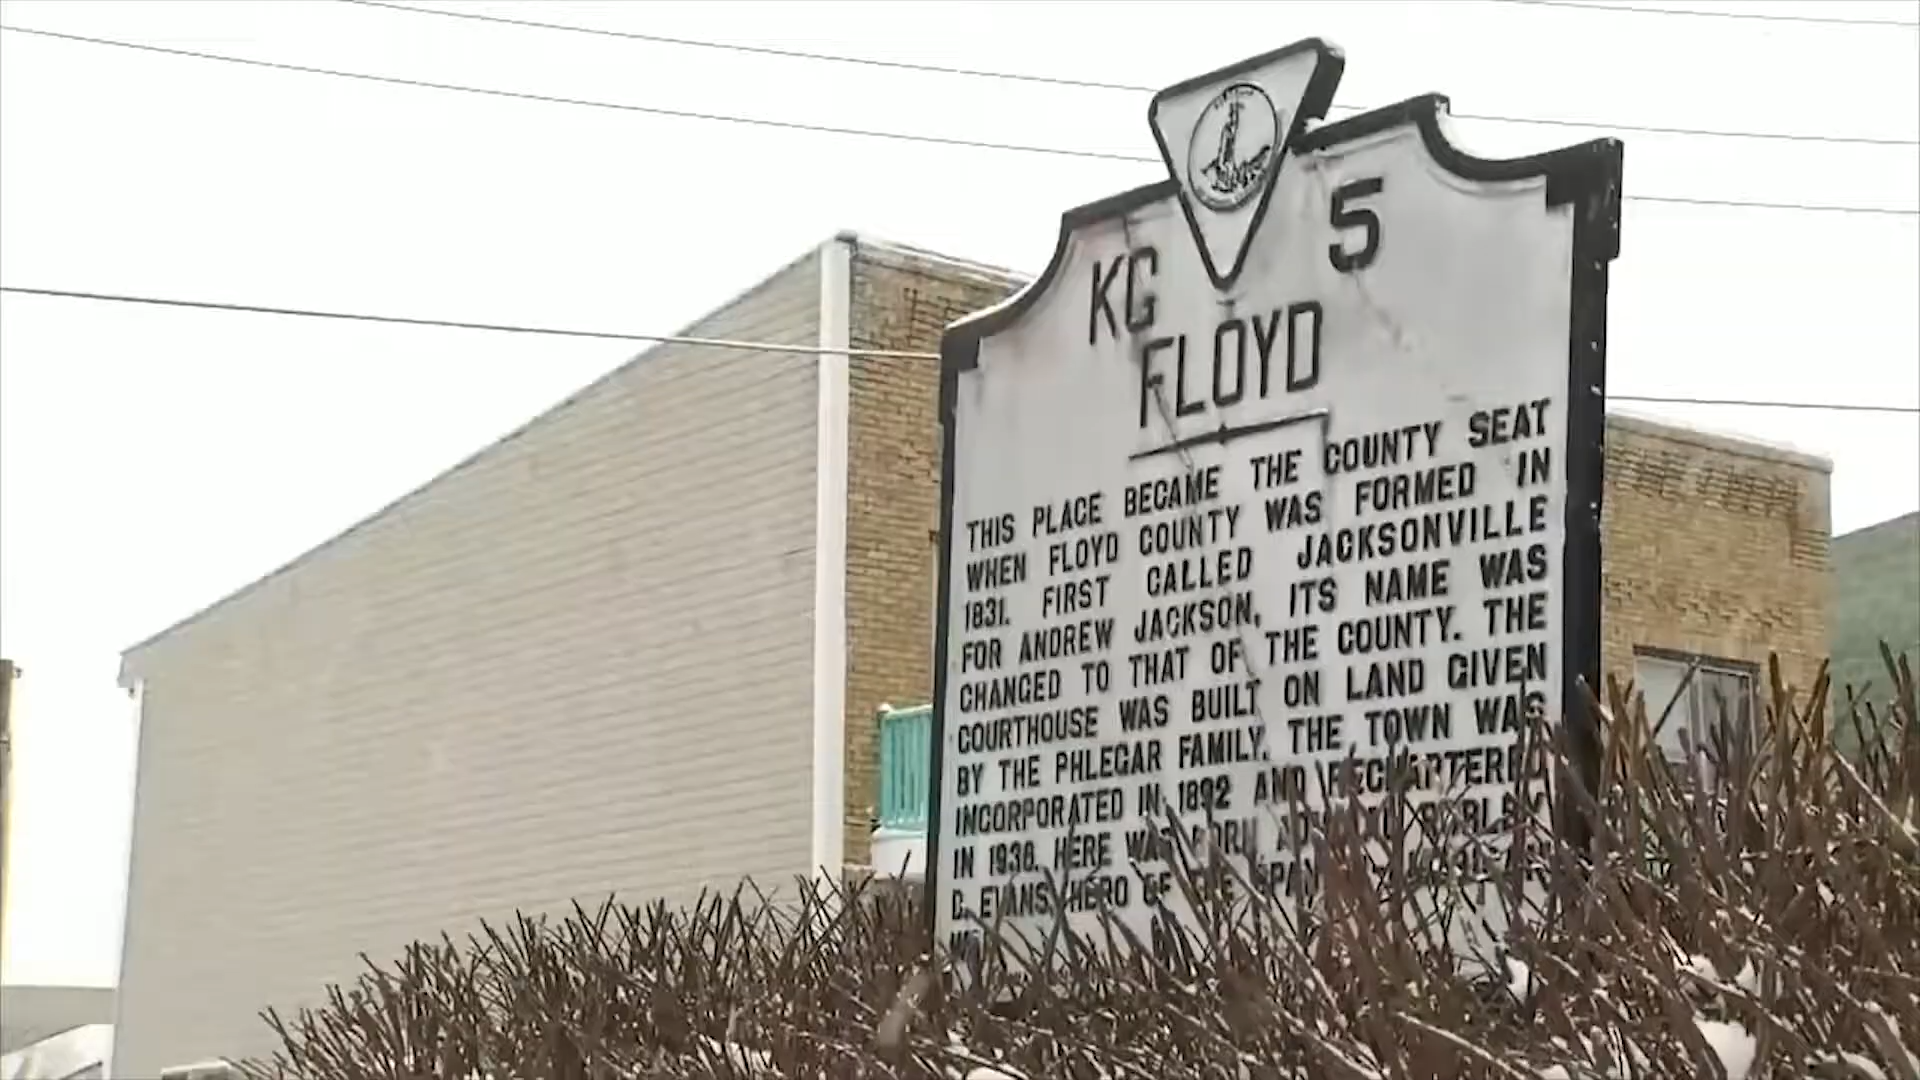 KG 5
FLOYD
THIS PLACE BECAME THE COUNTY SEAT
WHEN FLOYD COUNTY WAS FORMED IN
1831. FIRST CALLED JACKSONVILLE
FOR ANDREW JACKSON, ITS NAME WAS
CHANGED TO THAT OF THE COUNTY. THE
COURTHOUSE WAS BUILT ON LAND GIVEN
BY THE PHLEGAR FAMILY. THE TOWN WAS
INCORPORATED IN 1892 AND RECHARTERED
IN 1936. HERE WAS BORN ADMIRAL ROBLEY
D. EVANS, HERO OF THE SPANISH